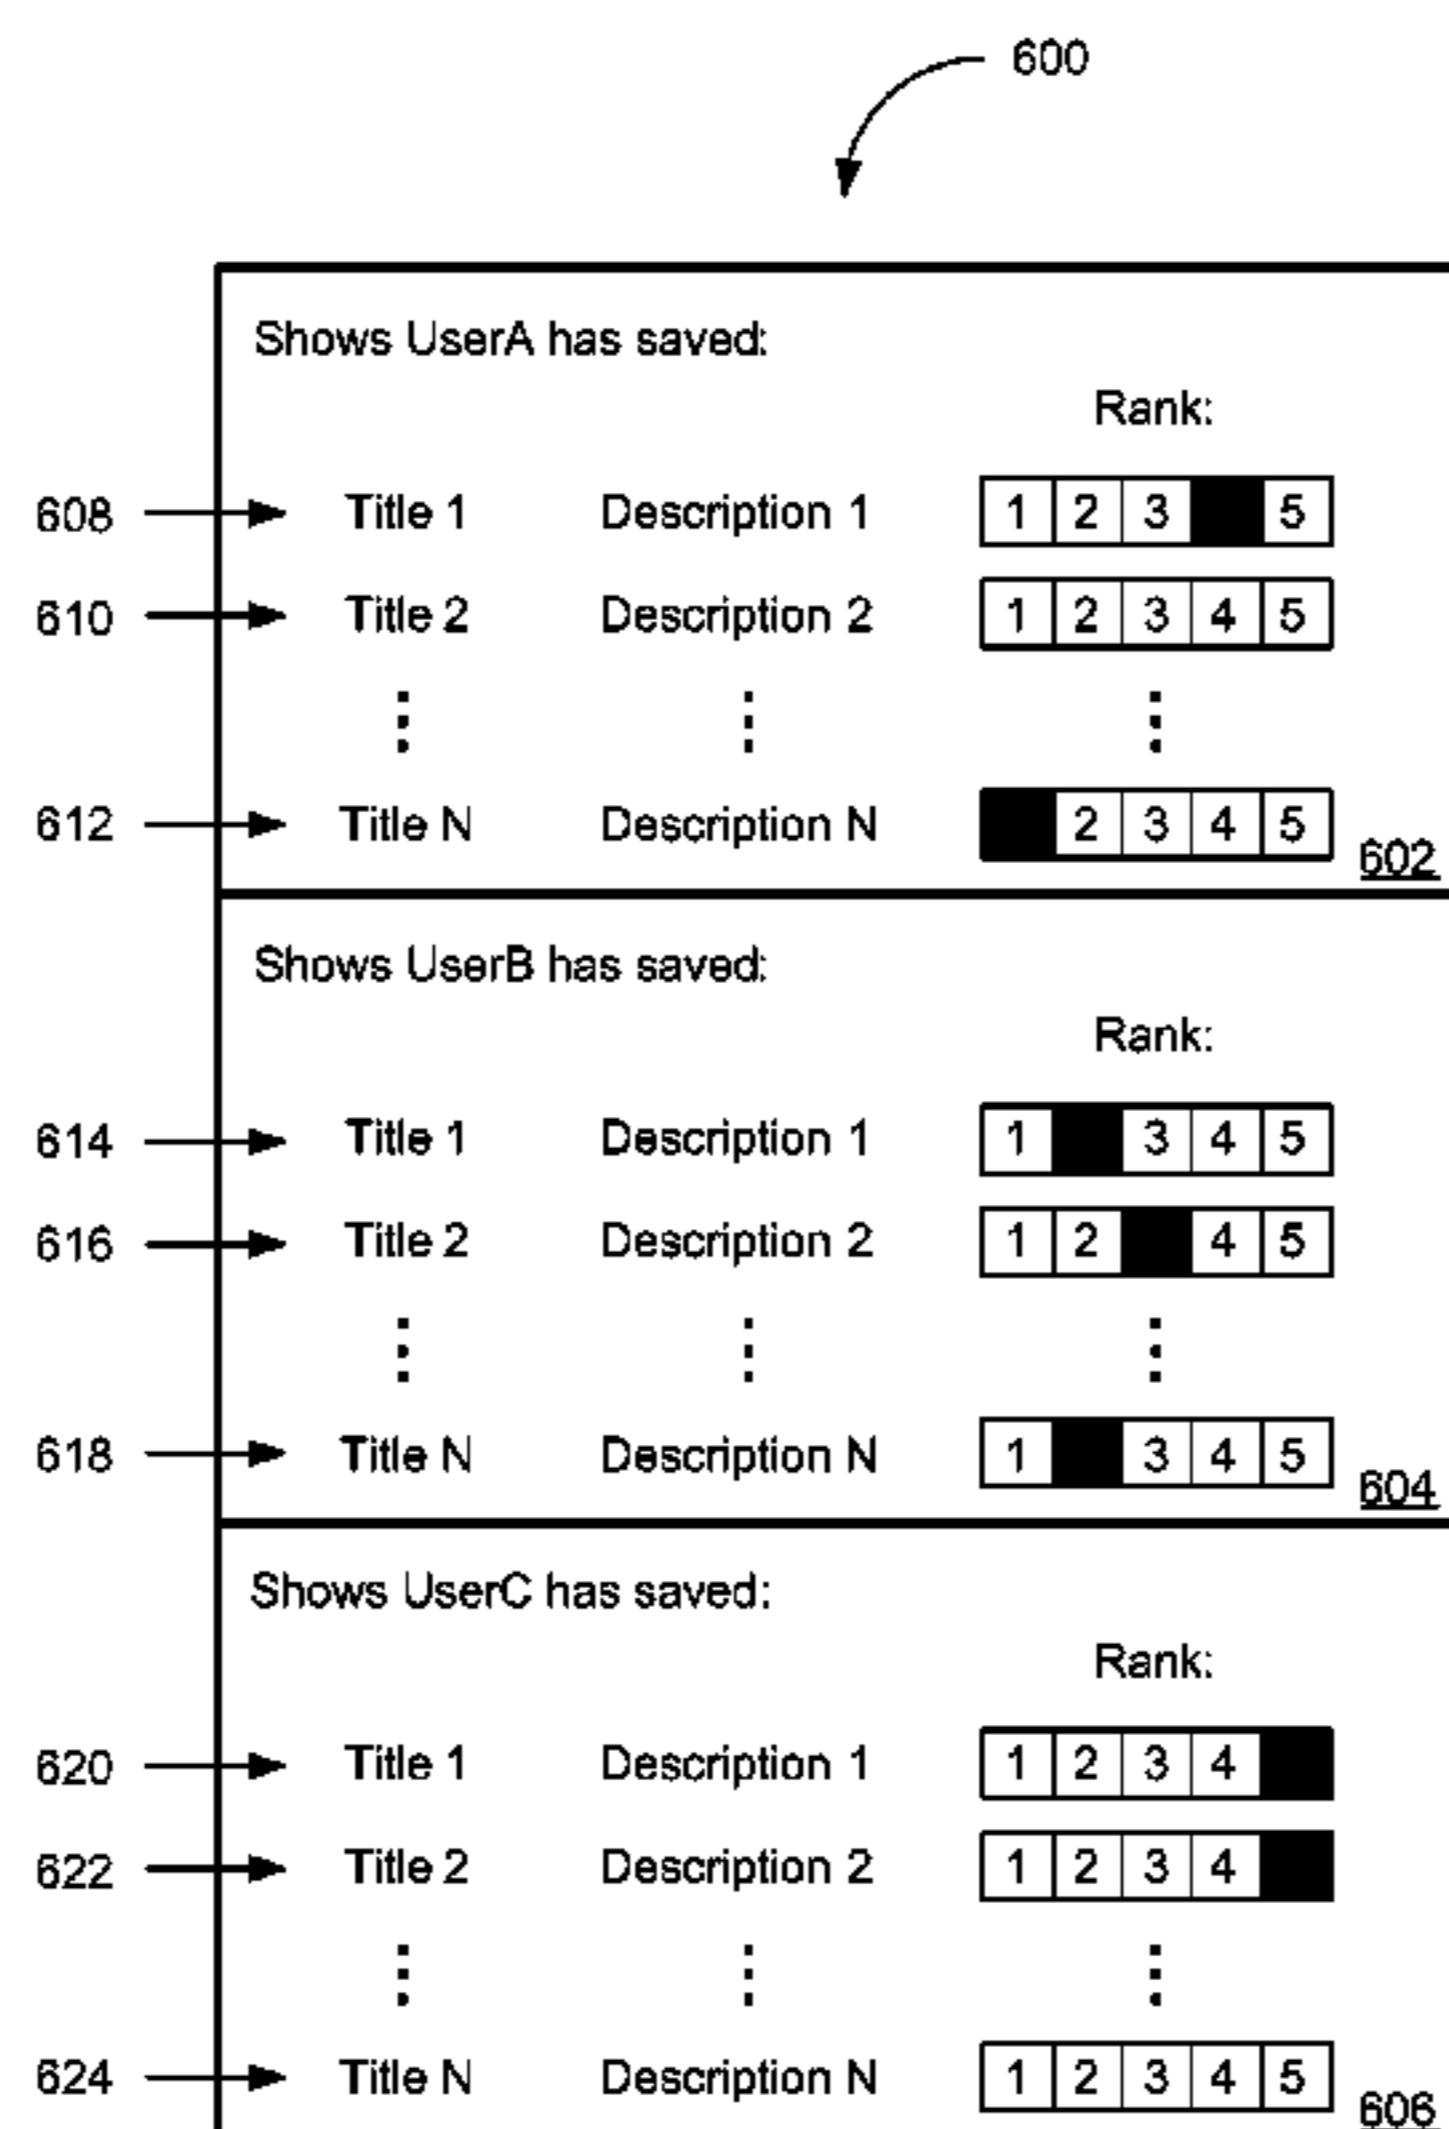 600
Shows UserA has saved:
Rank:
608 Title 1 Description 1 1 2 3 5
610 Title 2 Description 2 1 2 3 4 5
612 Title N Description N 2 3 4 5
602
Shows UserB has saved:
Rank:
614 Title 1 Description 1 1 3 4 5
616 Title 2 Description 2 1 2 4 5
618 Title N Description N 1 3 4 5
604
Shows UserC has saved:
Rank:
620 Title 1 Description 1 1 2 3 4
622 Title 2 Description 2 1 2 3 4
624 Title N Description N 1 2 3 4 5
606